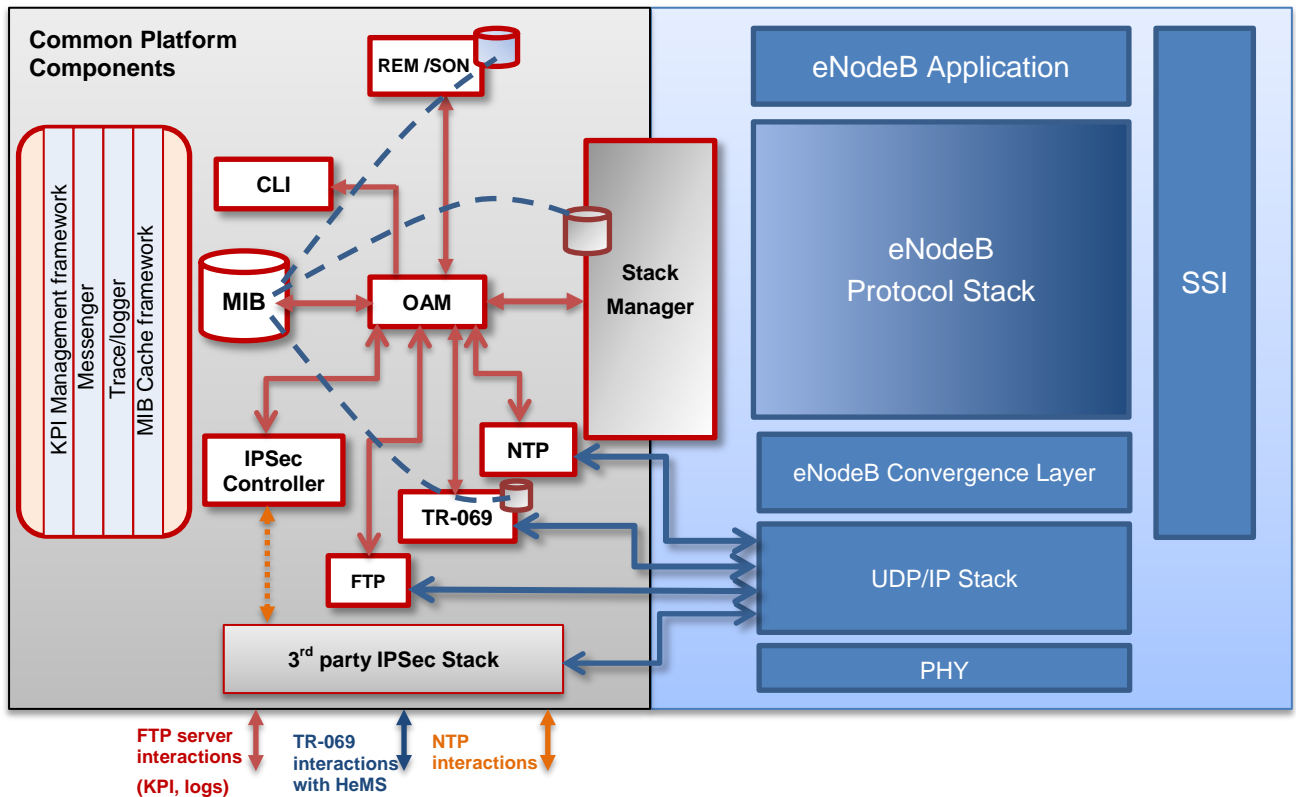 Common Platform
Components
REM /SON
CLI
MIB
OAM
Stack
Manager
KPI Management framework
Messenger
Trace/logger
MIB Cache framework
IPSec
Controller
NTP
TR-069
FTP
3rd party IPSec Stack
eNodeB Application
eNodeB
Protocol Stack
SSI
eNodeB Convergence Layer
UDP/IP Stack
PHY
FTP server
interactions
(KPI, logs)
TR-069
interactions
with HeMS
NTP
interactions